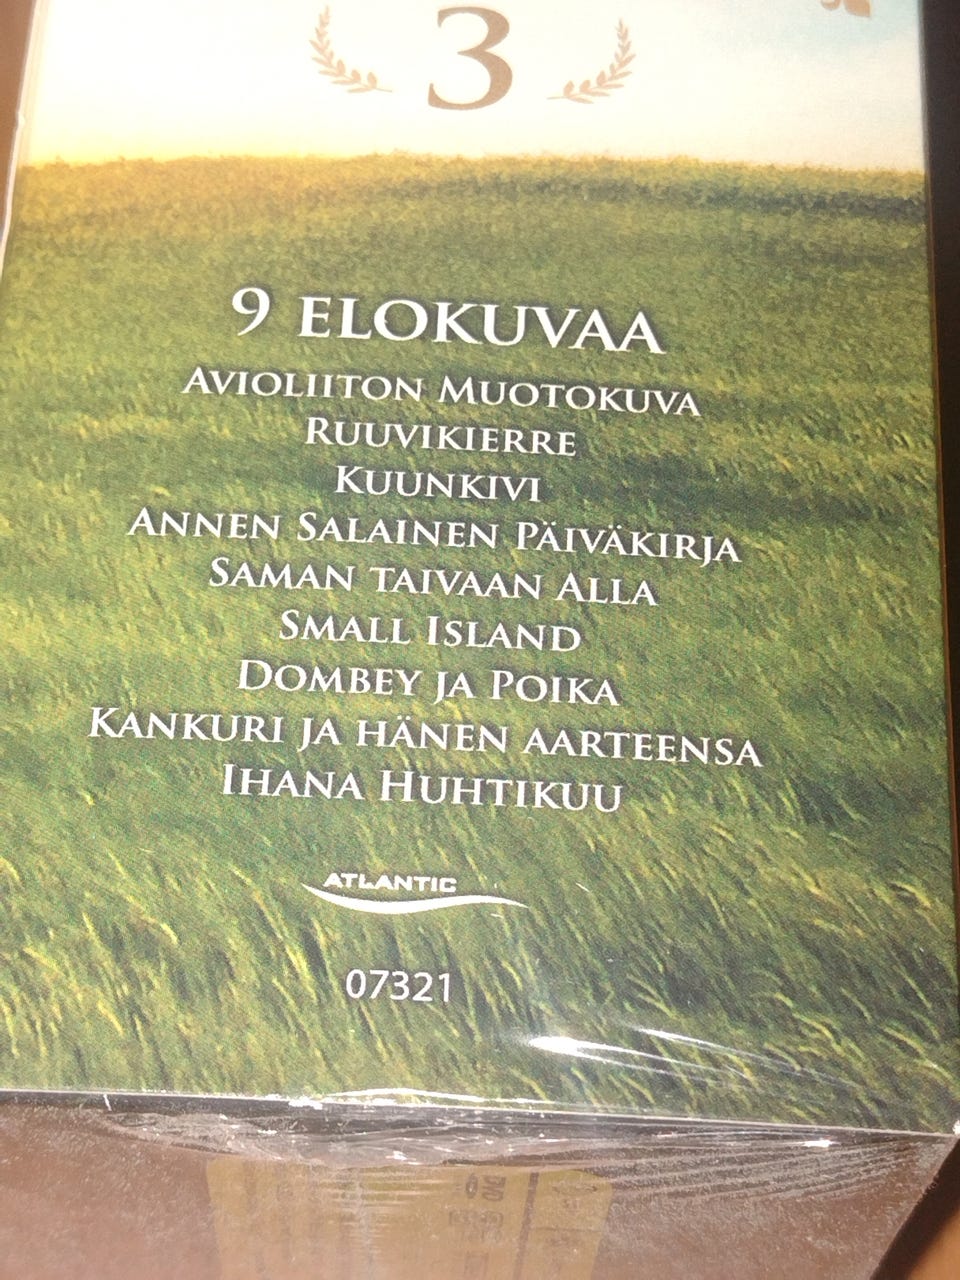 3
9 ELOKUVAA
AVIOLIITON MUOTOKUVA
RUUVIKIERRE
KUUNKIVI
ANNEN SALAINEN PÄIVÄKIRJA
SAMAN TAIVAAN ALLA
SMALL ISLAND
DOMBEY JA POIKA
KANKURI JA HÄNEN AARTEENSA
IHANA HUHTIKUU
ATLANTIC
07321